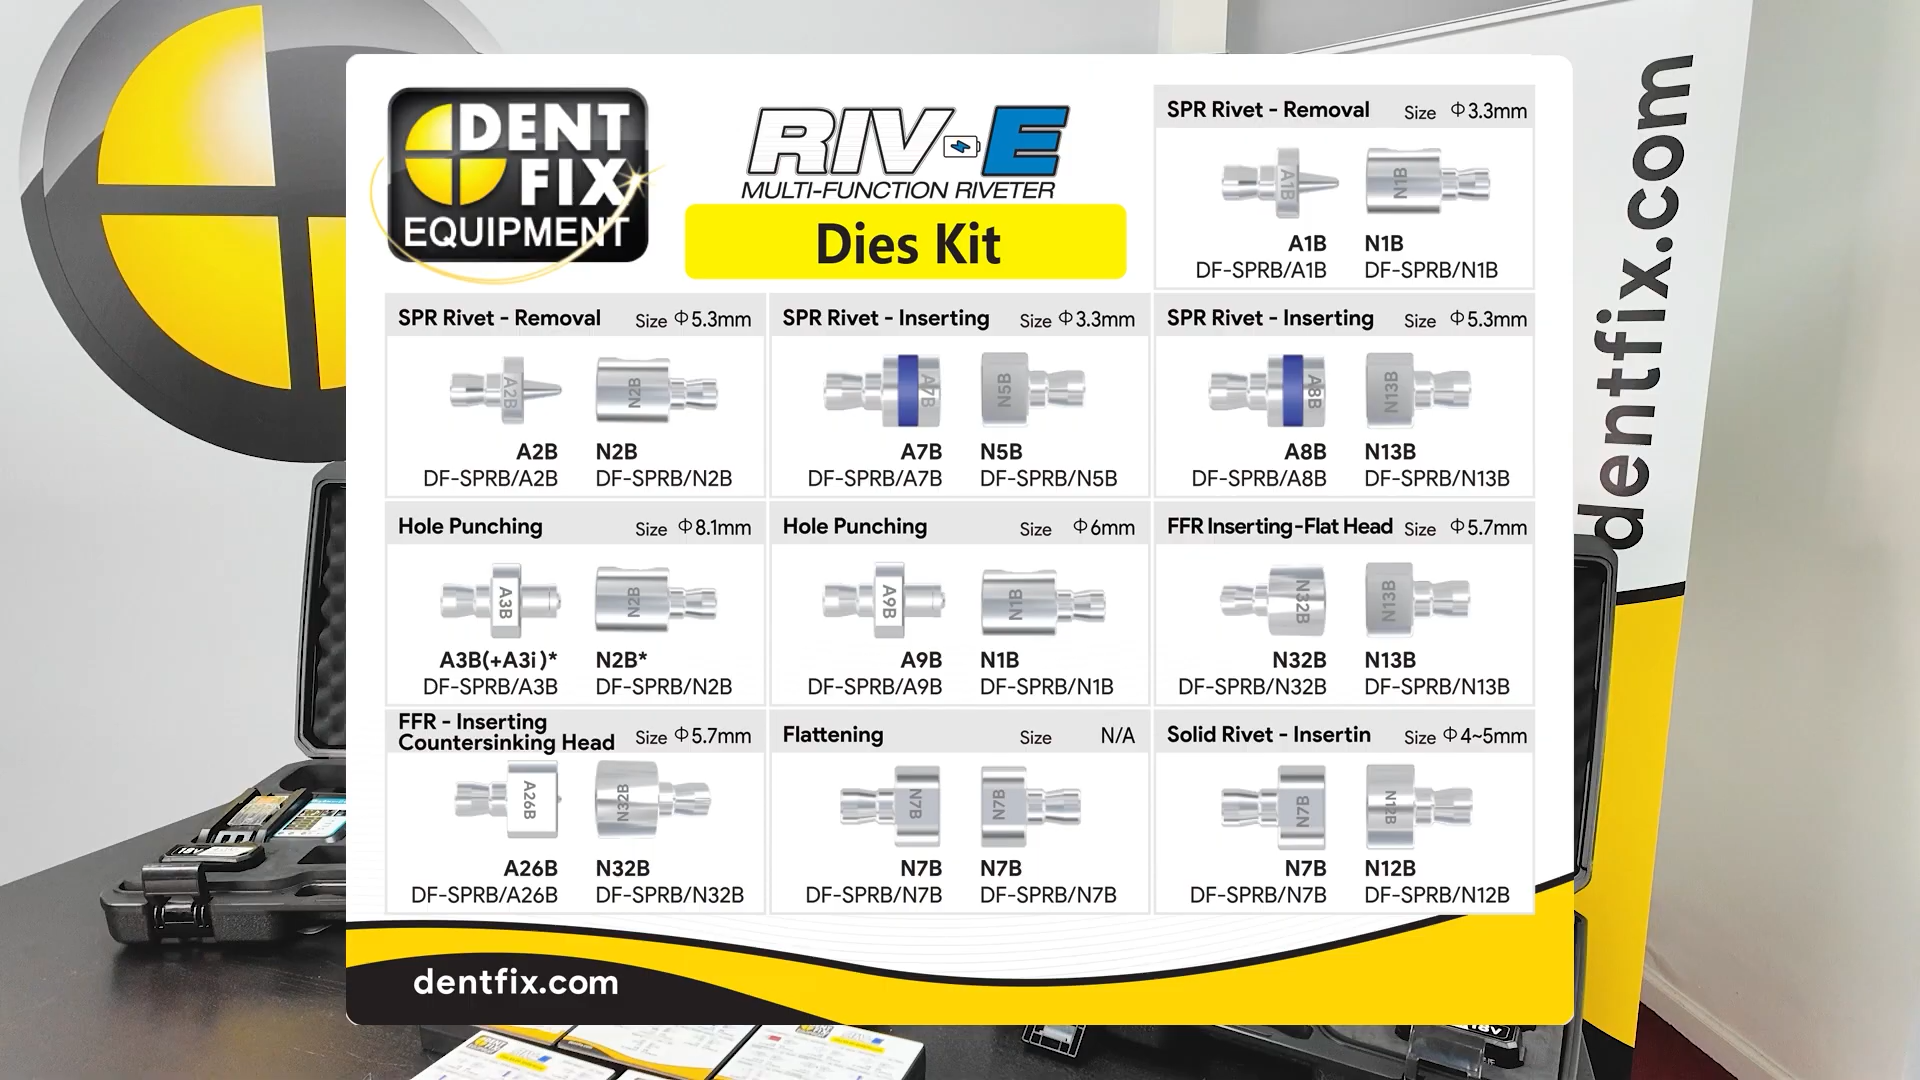 DENT
FIX
EQUIPMENT
RIV-E
MULTI-FUNCTION RIVETER
Dies Kit
SPR Rivet - Removal Size Φ3.3mm
A1B N1B
A1B N1B
DF-SPRB/A1B DF-SPRB/N1B
SPR Rivet - Removal Size Φ5.3mm
A2B N2B
A2B N2B
DF-SPRB/A2B DF-SPRB/N2B
SPR Rivet - Inserting Size Φ3.3mm
A7B N5B
A7B N5B
DF-SPRB/A7B DF-SPRB/N5B
SPR Rivet - Inserting Size Φ5.3mm
A8B N13B
A8B N13B
DF-SPRB/A8B DF-SPRB/N13B
Hole Punching Size Φ8.1mm
A3B N2B
A3B(+A3i)* N2B*
DF-SPRB/A3B DF-SPRB/N2B
Hole Punching Size Φ6mm
A9B N1B
A9B N1B
DF-SPRB/A9B DF-SPRB/N1B
FFR Inserting-Flat Head Size Φ5.7mm
N32B N13B
N32B N13B
DF-SPRB/N32B DF-SPRB/N13B
FFR - Inserting
Countersinking Head Size Φ5.7mm
A26B N32B
A26B N32B
DF-SPRB/A26B DF-SPRB/N32B
Flattening Size N/A
N7B N7B
N7B N7B
DF-SPRB/N7B DF-SPRB/N7B
Solid Rivet - Insertin Size Φ4~5mm
N7B N12B
N7B N12B
DF-SPRB/N7B DF-SPRB/N12B
dentfix.com
dentfix.com
18V
18V